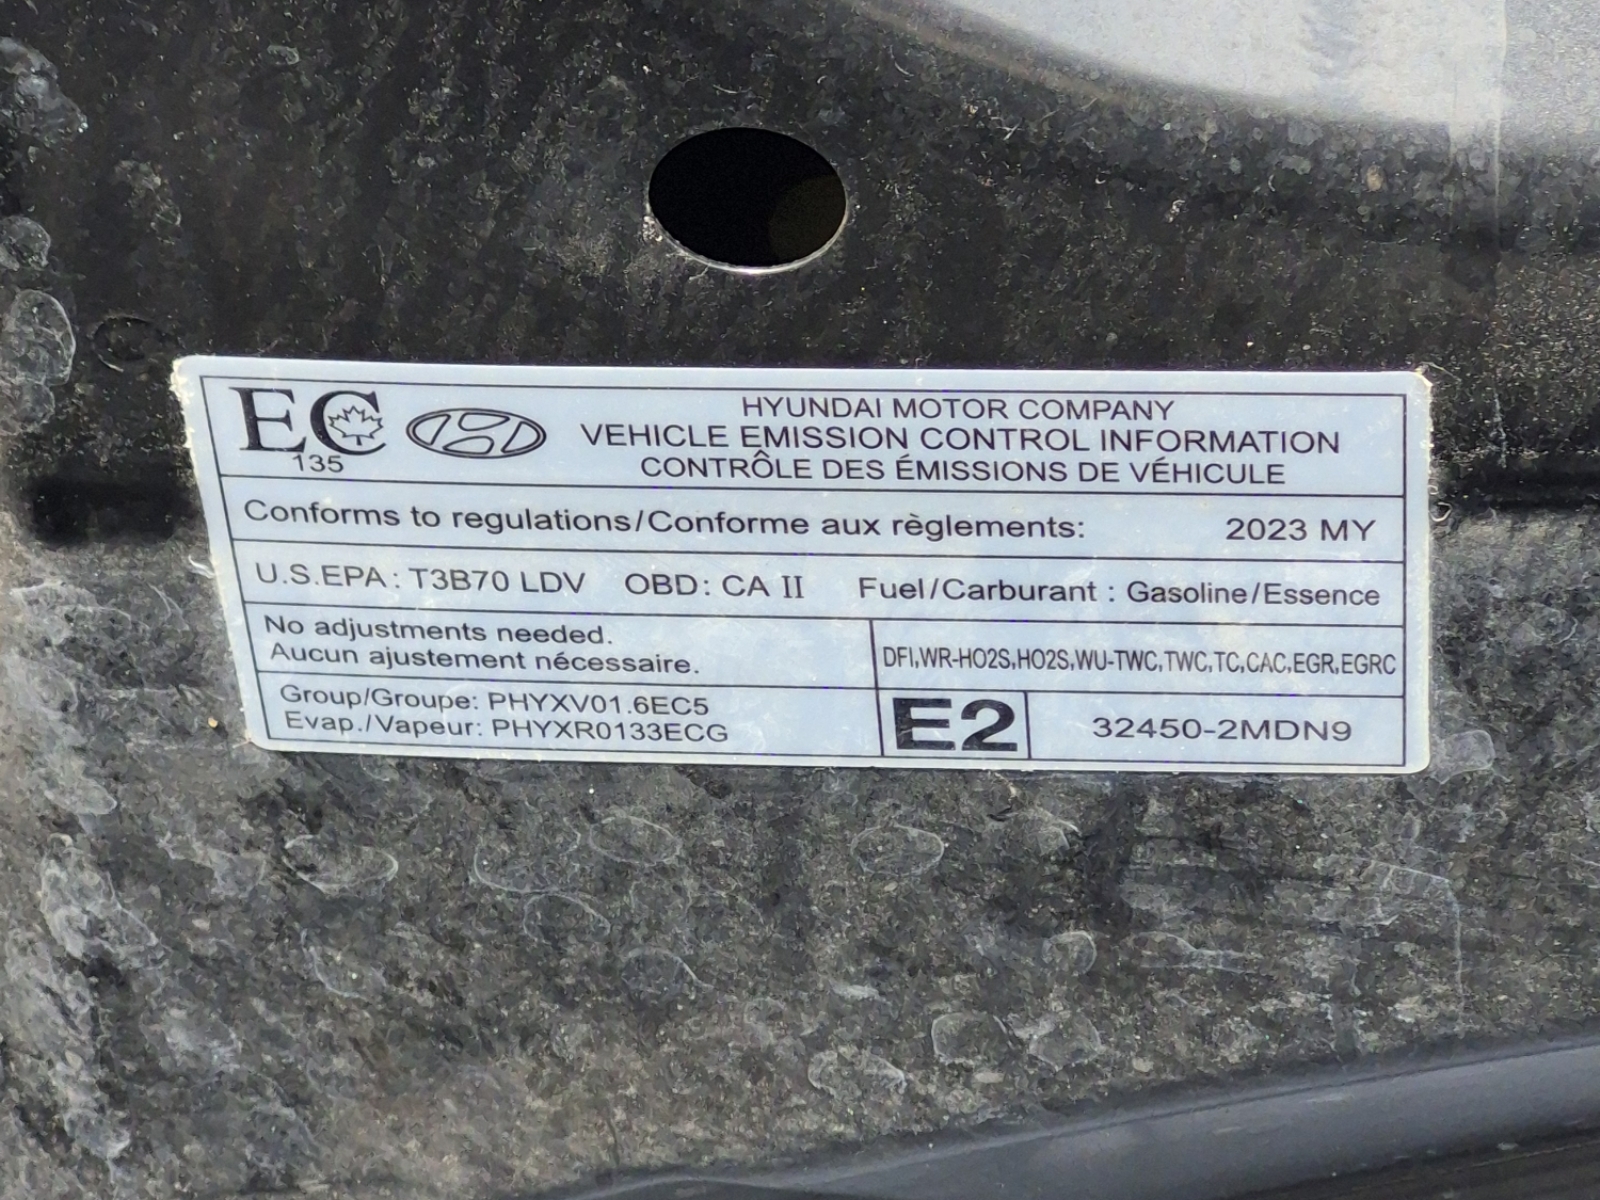 EC
135
HYUNDAI MOTOR COMPANY
VEHICLE EMISSION CONTROL INFORMATION
CONTRÔLE DES ÉMISSIONS DE VÉHICULE
Conforms to regulations/Conforme aux règlements: 2023 MY
U.S.EPA: T3B70 LDV OBD: CA II Fuel/Carburant : Gasoline/Essence
No adjustments needed.
Aucun ajustement nécessaire.
DFI,WR-HO2S,HO2S,WU-TWC,TWC,TC,CAC,EGR,EGRC
Group/Groupe: PHYXV01.6EC5
Evap./Vapeur: PHYXR0133ECG
E2
32450-2MDN9